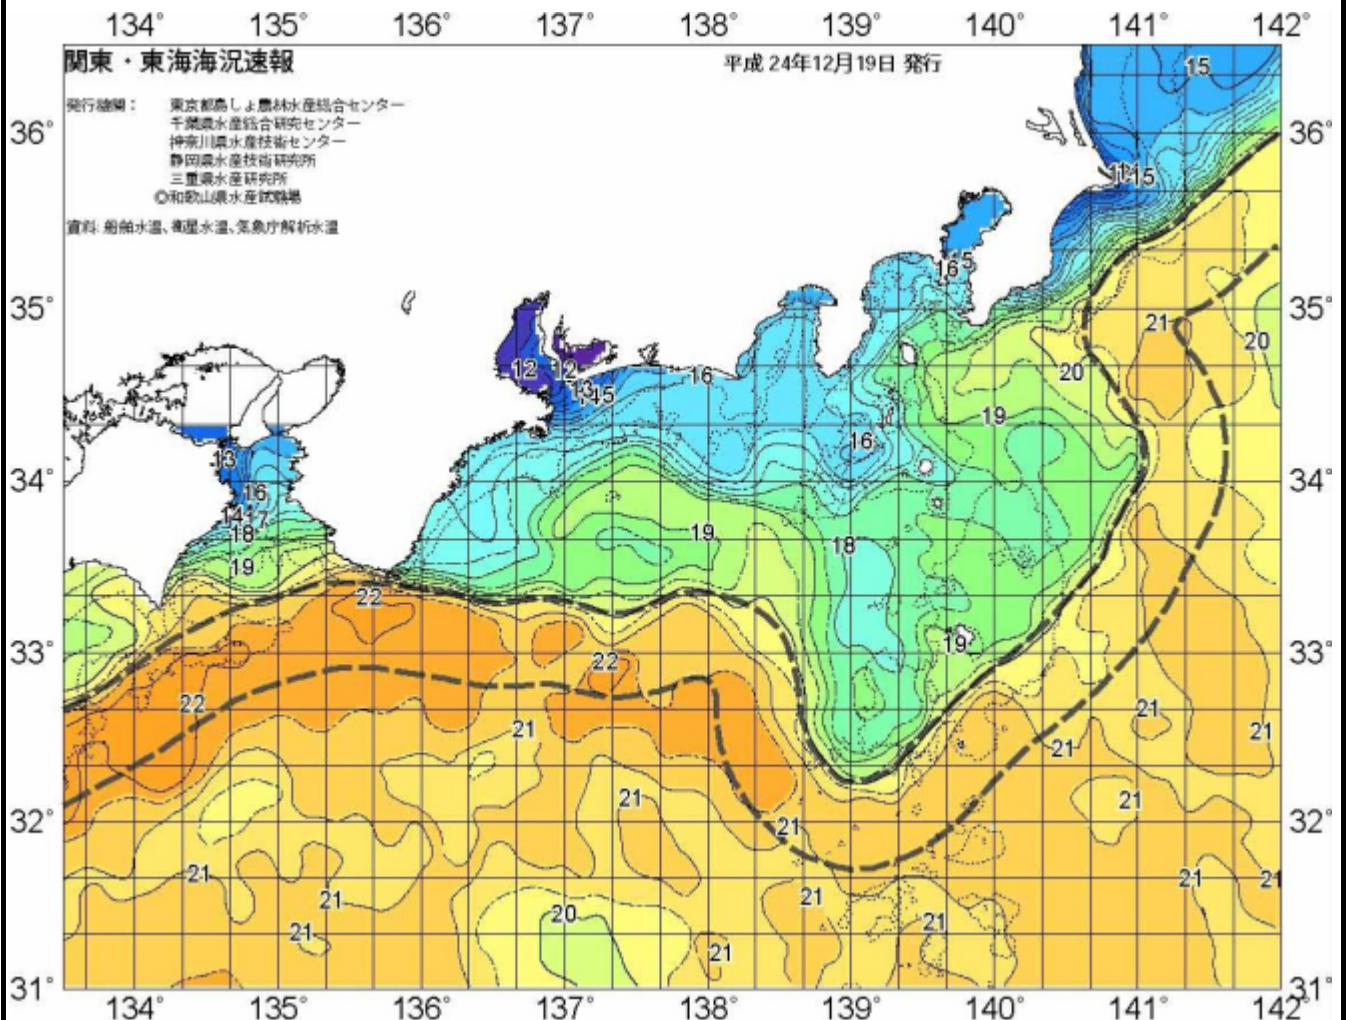 134° 135° 136° 137° 138° 139° 140° 141° 142°
関東・東海海況速報
平成 24年12月19日 発行
発行機関： 東京都島しょ農林水産総合センター
千葉県水産総合研究センター
神奈川県水産技術センター
静岡県水産技術研究所
三重県水産研究所
◎和歌山県水産試験場
資料: 船舶水温、衛星水温、気象庁解析水温
15
36° 36°
15
16
35° 35°
21
20
12 12 16 20
13
19
16
13
34° 16 34°
17
18 19 18
19
22
19
33° 22 33°
22
21 21 21
21
21 21
32° 21 32°
21 21 21
21 21
20 21
21
21
31° 31°
134° 135° 136° 137° 138° 139° 140° 141° 142°